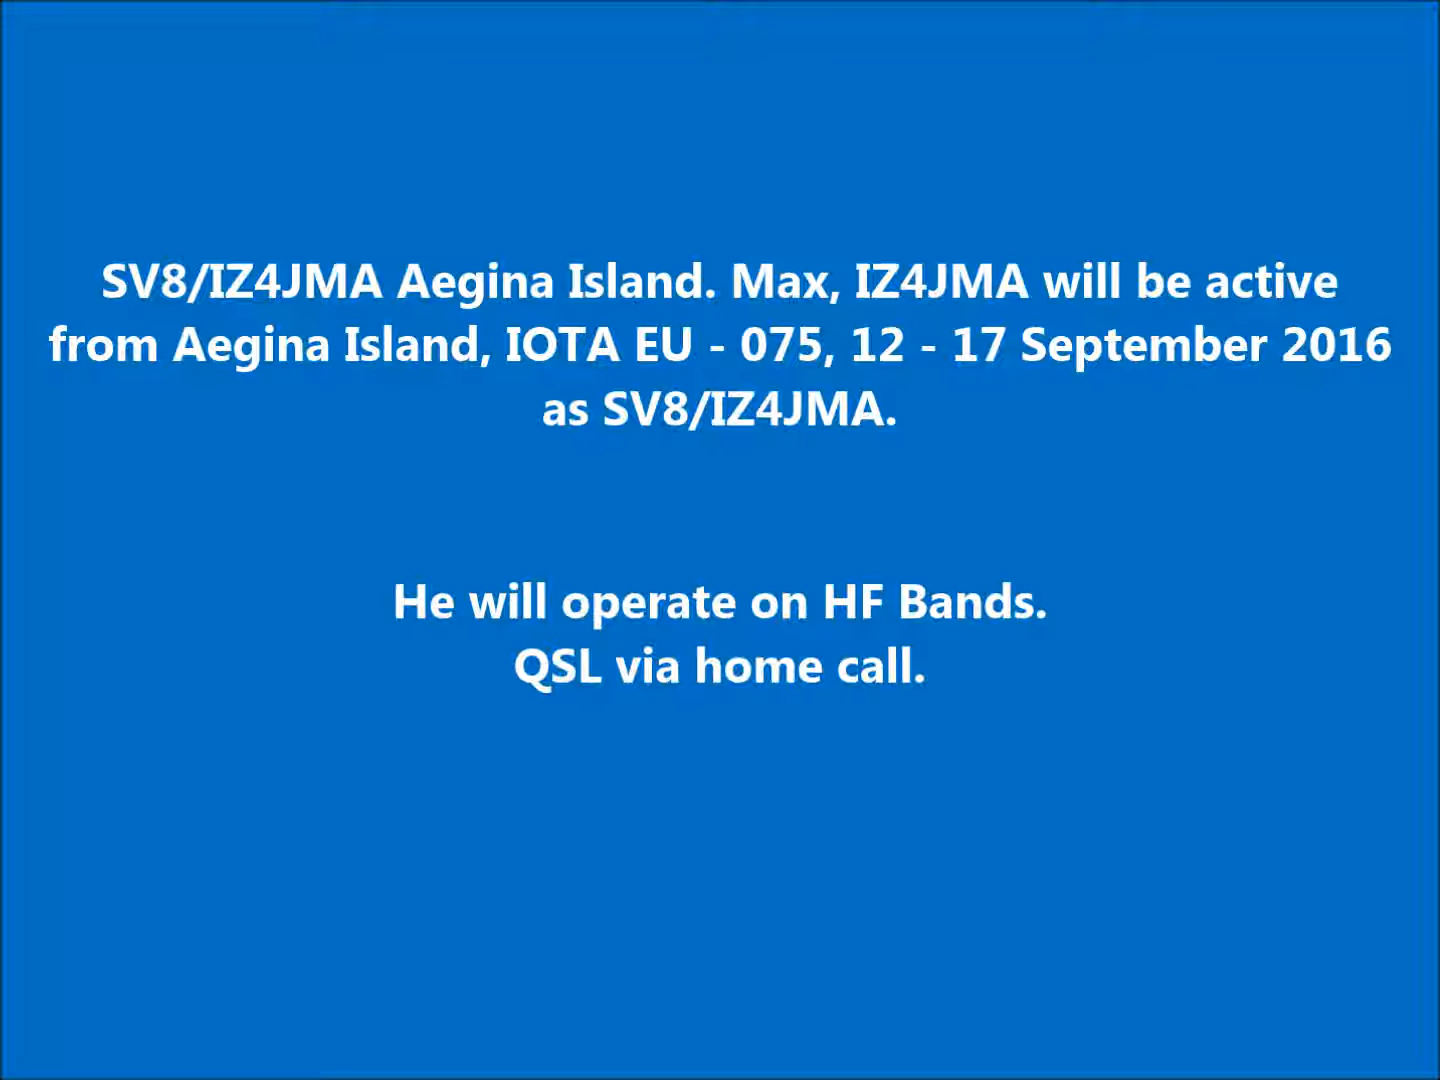 SV8/IZ4JMA Aegina Island. Max, IZ4JMA will be active
from Aegina Island, IOTA EU - 075, 12 - 17 September 2016
as SV8/IZ4JMA.
He will operate on HF Bands.
QSL via home call.